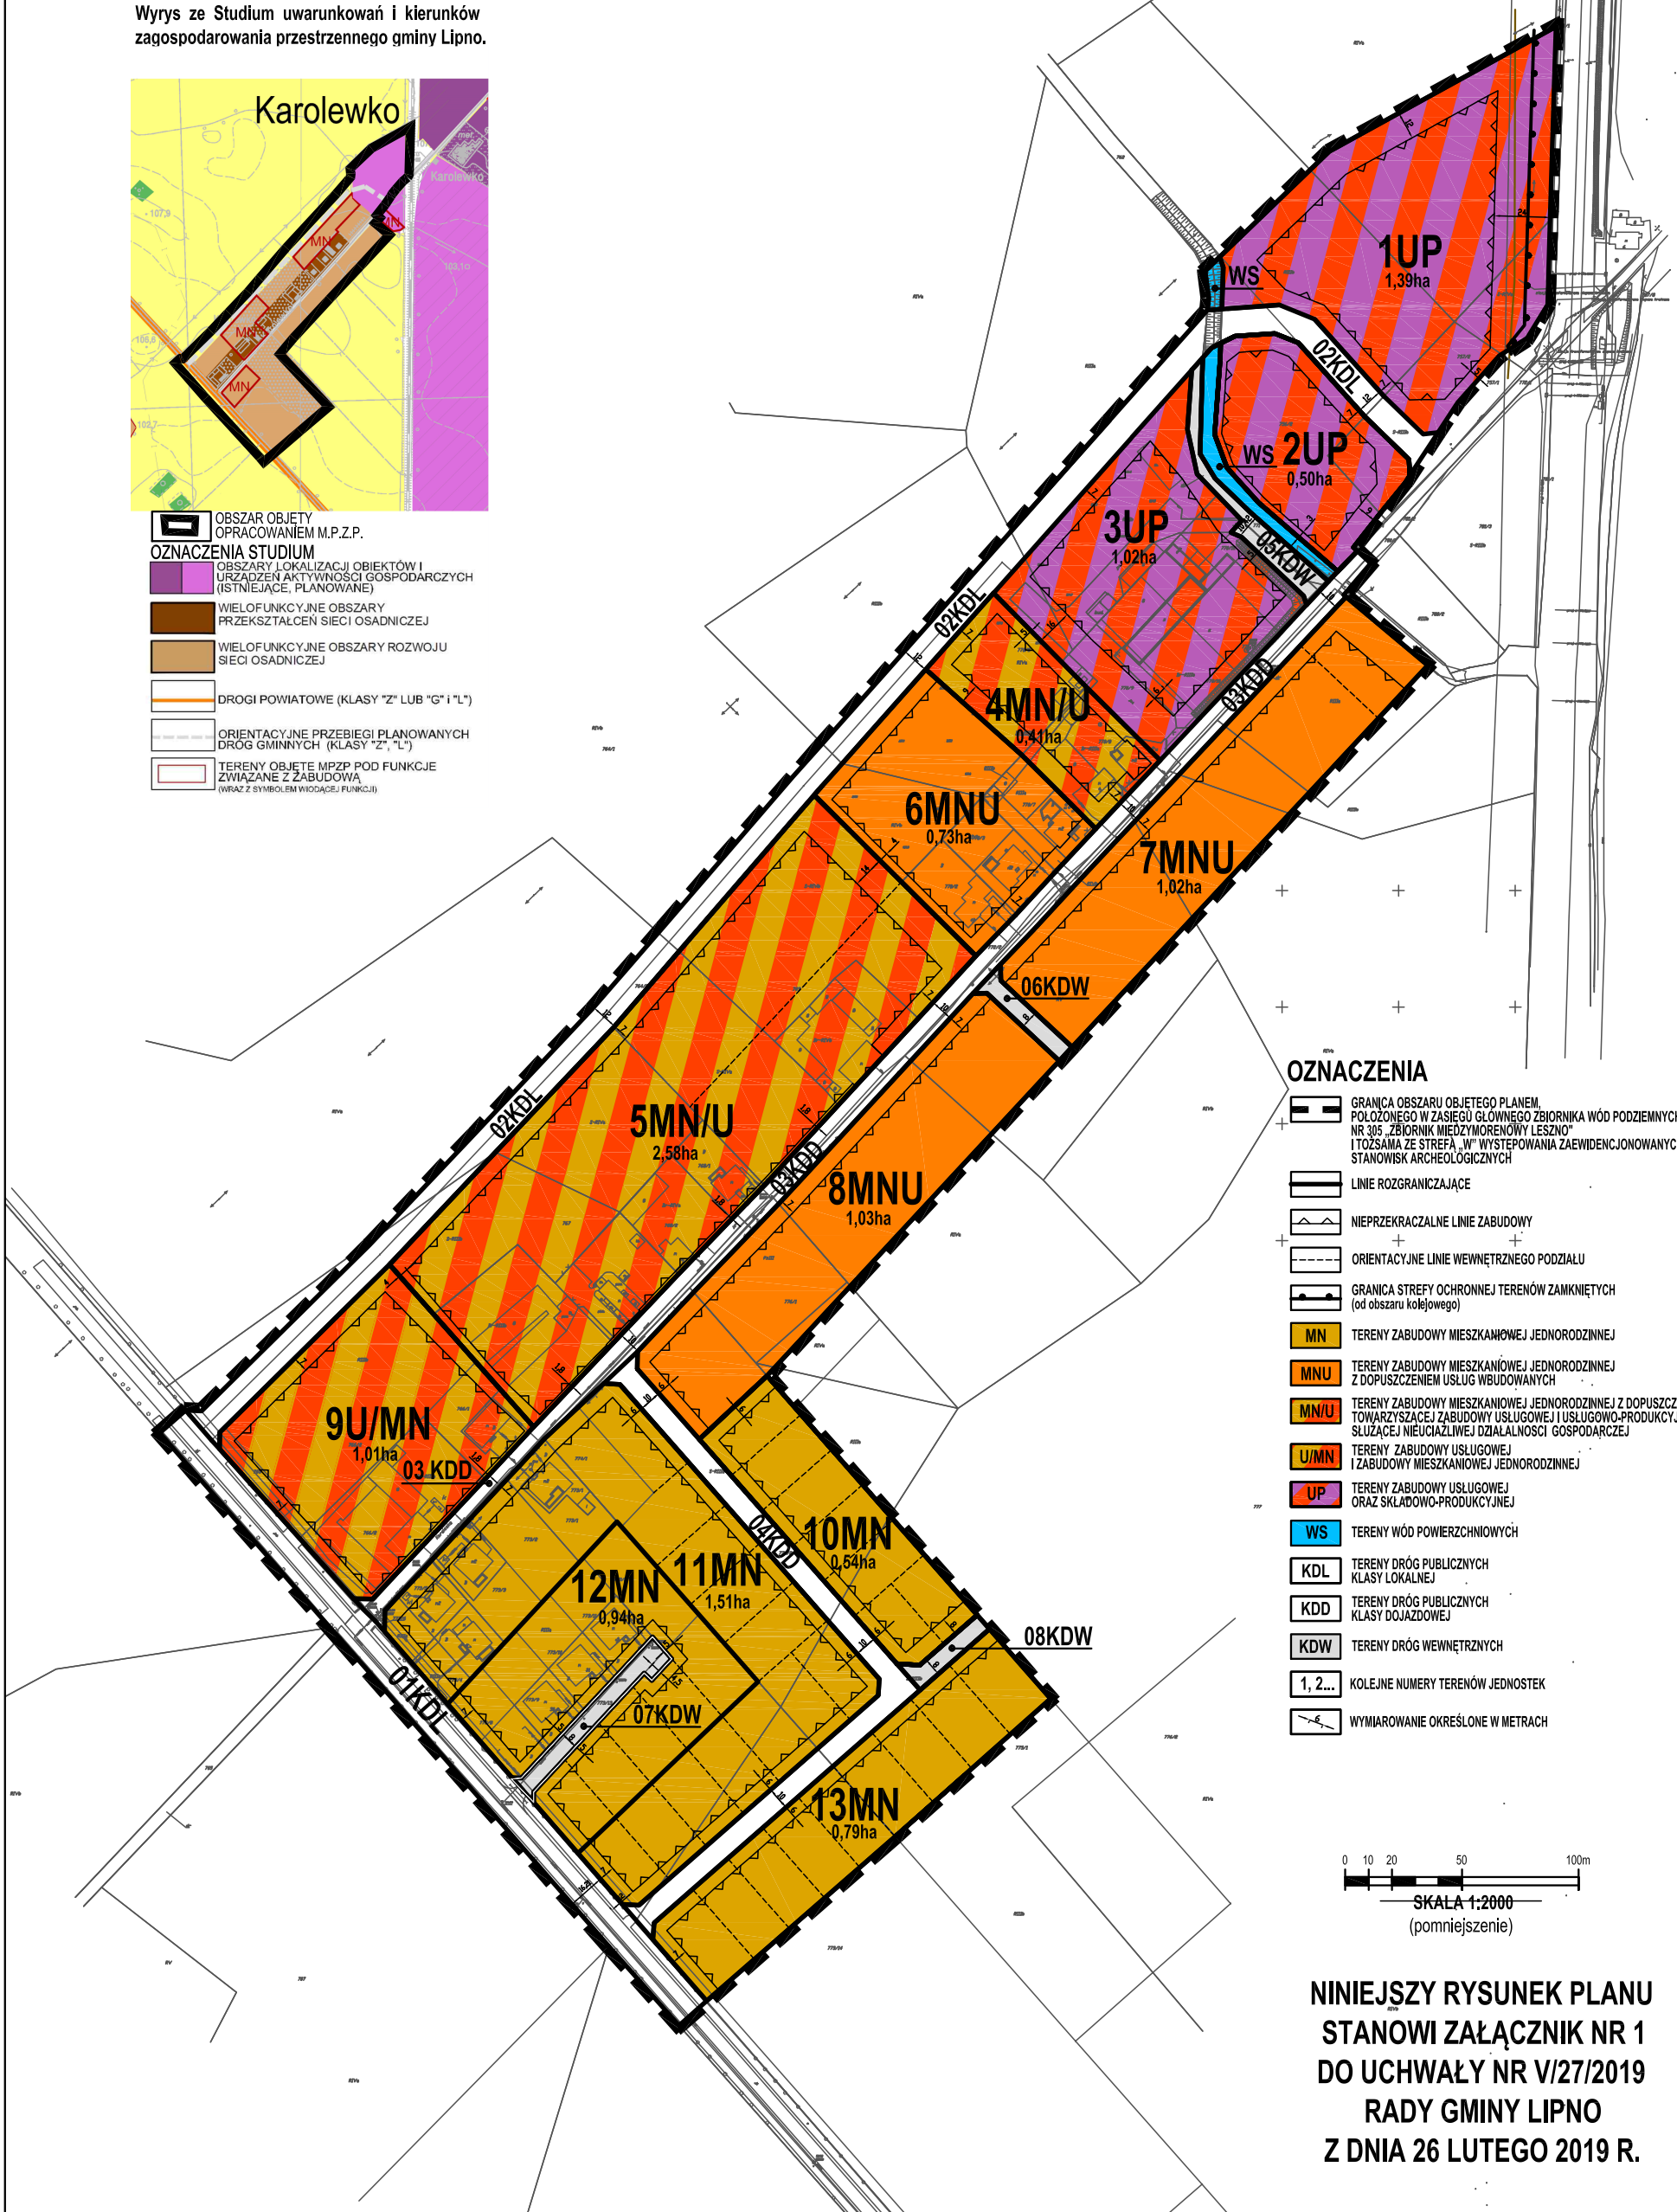 Wyrys ze Studium uwarunkowań i kierunków
zagospodarowania przestrzennego gminy Lipno.
Karolewko
Karolewko
107,9
106,6
102,7
103,1
MN
MN
MN
MN
OBSZAR OBJĘTY
OPRACOWANIEM M.P.Z.P.
OZNACZENIA STUDIUM
OBSZARY LOKALIZACJI OBIEKTÓW I
URZĄDZEŃ AKTYWNOŚCI GOSPODARCZYCH
(ISTNIEJĄCE, PLANOWANE)
WIELOFUNKCYJNE OBSZARY
PRZEKSZTAŁCEŃ SIECI OSADNICZEJ
WIELOFUNKCYJNE OBSZARY ROZWOJU
SIECI OSADNICZEJ
DROGI POWIATOWE (KLASY "Z" LUB "G" i "L")
ORIENTACYJNE PRZEBIEGI PLANOWANYCH
DRÓG GMINNYCH (KLASY "Z", "L")
TERENY OBJĘTE MPZP POD FUNKCJE
ZWIĄZANE Z ZABUDOWĄ
(WRAZ Z SYMBOLEM WIODĄCEJ FUNKCJI)
1UP
1,39ha
WS
02KDL
WS
2UP
0,50ha
3UP
1,02ha
05KDW
02KDL
4MN/U
0,41ha
03KDD
6MNU
0,73ha
7MNU
1,02ha
06KDW
02KDL
5MN/U
2,58ha
03KDD
8MNU
1,03ha
9U/MN
1,01ha
03.KDD
04KDD
10MN
0,54ha
11MN
1,51ha
12MN
0,94ha
08KDW
07KDW
01KDL
13MN
0,79ha
OZNACZENIA
GRANICA OBSZARU OBJĘTEGO PLANEM,
POŁOŻONEGO W ZASIĘGU GŁÓWNEGO ZBIORNIKA WÓD PODZIEMNYCH
NR 305 „ZBIORNIK MIĘDZYMORENOWY LESZNO"
I TOŻSAMA ZE STREFĄ „W" WYSTĘPOWANIA ZAEWIDENCJONOWANYC
STANOWISK ARCHEOLOGICZNYCH
LINIE ROZGRANICZAJĄCE
NIEPRZEKRACZALNE LINIE ZABUDOWY
ORIENTACYJNE LINIE WEWNĘTRZNEGO PODZIAŁU
GRANICA STREFY OCHRONNEJ TERENÓW ZAMKNIĘTYCH
(od obszaru kolejowego)
MN TERENY ZABUDOWY MIESZKANIOWEJ JEDNORODZINNEJ
MNU TERENY ZABUDOWY MIESZKANIOWEJ JEDNORODZINNEJ
Z DOPUSZCZENIEM USŁUG WBUDOWANYCH
MN/U TERENY ZABUDOWY MIESZKANIOWEJ JEDNORODZINNEJ Z DOPUSZCZ
TOWARZYSZĄCEJ ZABUDOWY USŁUGOWEJ I USŁUGOWO-PRODUKCYJ
SŁUŻĄCEJ NIEUCIĄŻLIWEJ DZIAŁALNOŚCI GOSPODARCZEJ
U/MN TERENY ZABUDOWY USŁUGOWEJ
I ZABUDOWY MIESZKANIOWEJ JEDNORODZINNEJ
UP TERENY ZABUDOWY USŁUGOWEJ
ORAZ SKŁADOWO-PRODUKCYJNEJ
WS TERENY WÓD POWIERZCHNIOWYCH
KDL TERENY DRÓG PUBLICZNYCH
KLASY LOKALNEJ
KDD TERENY DRÓG PUBLICZNYCH
KLASY DOJAZDOWEJ
KDW TERENY DRÓG WEWNĘTRZNYCH
1, 2... KOLEJNE NUMERY TERENÓW JEDNOSTEK
6 WYMIAROWANIE OKREŚLONE W METRACH
0 10 20 50 100m
SKALA 1:2000
(pomniejszenie)
NINIEJSZY RYSUNEK PLANU
STANOWI ZAŁĄCZNIK NR 1
DO UCHWAŁY NR V/27/2019
RADY GMINY LIPNO
Z DNIA 26 LUTEGO 2019 R.